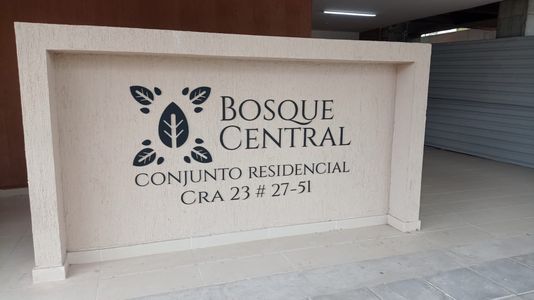 BOSQUE
CENTRAL
CONJUNTO RESIDENCIAL
CRA 23 # 27-51